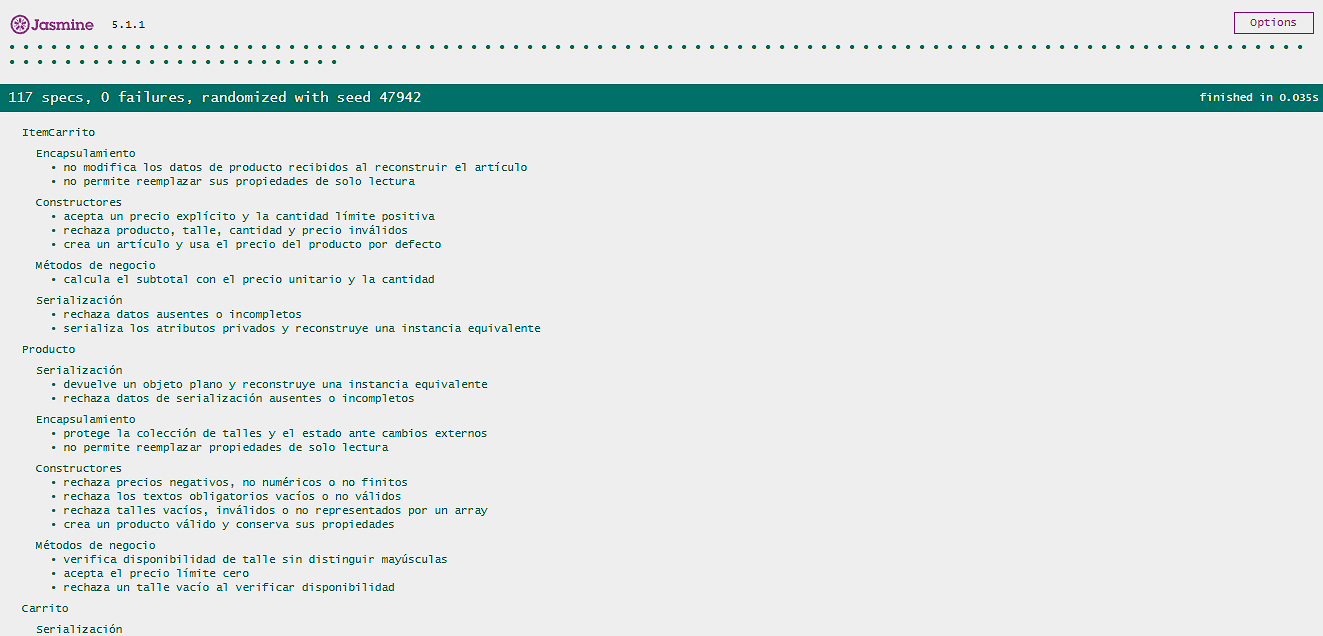 Jasmine 5.1.1 Options
117 specs, 0 failures, randomized with seed 47942 finished in 0.035s
ItemCarrito
Encapsulamiento
• no modifica los datos de producto recibidos al reconstruir el artículo
• no permite reemplazar sus propiedades de solo lectura
Constructores
• acepta un precio explícito y la cantidad límite positiva
• rechaza producto, talle, cantidad y precio inválidos
• crea un artículo y usa el precio del producto por defecto
Métodos de negocio
• calcula el subtotal con el precio unitario y la cantidad
Serialización
• rechaza datos ausentes o incompletos
• serializa los atributos privados y reconstruye una instancia equivalente
Producto
Serialización
• devuelve un objeto plano y reconstruye una instancia equivalente
• rechaza datos de serialización ausentes o incompletos
Encapsulamiento
• protege la colección de talles y el estado ante cambios externos
• no permite reemplazar propiedades de solo lectura
Constructores
• rechaza precios negativos, no numéricos o no finitos
• rechaza los textos obligatorios vacíos o no válidos
• rechaza talles vacíos, inválidos o no representados por un array
• crea un producto válido y conserva sus propiedades
Métodos de negocio
• verifica disponibilidad de talle sin distinguir mayúsculas
• acepta el precio límite cero
• rechaza un talle vacío al verificar disponibilidad
Carrito
Serialización